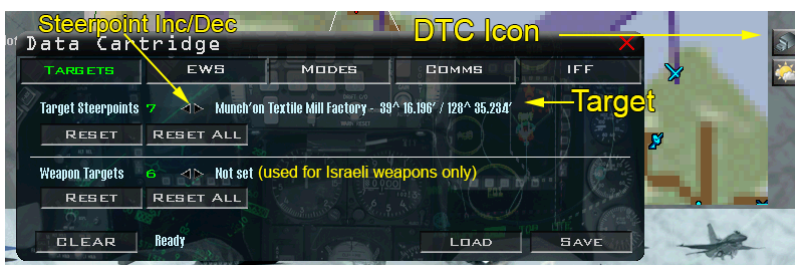 Steerpoint Inc/Dec
DTC Icon
Data Cartridge
TARGETS EWS MODES COMMS IFF
Target Steerpoints 7 Munch'on Textile Mill Factory - 39^ 16.196' / 128^ 35.234' Target
RESET RESET ALL
Weapon Targets 6 Not set (used for Israeli weapons only)
RESET RESET ALL
CLEAR Ready LOAD SAVE